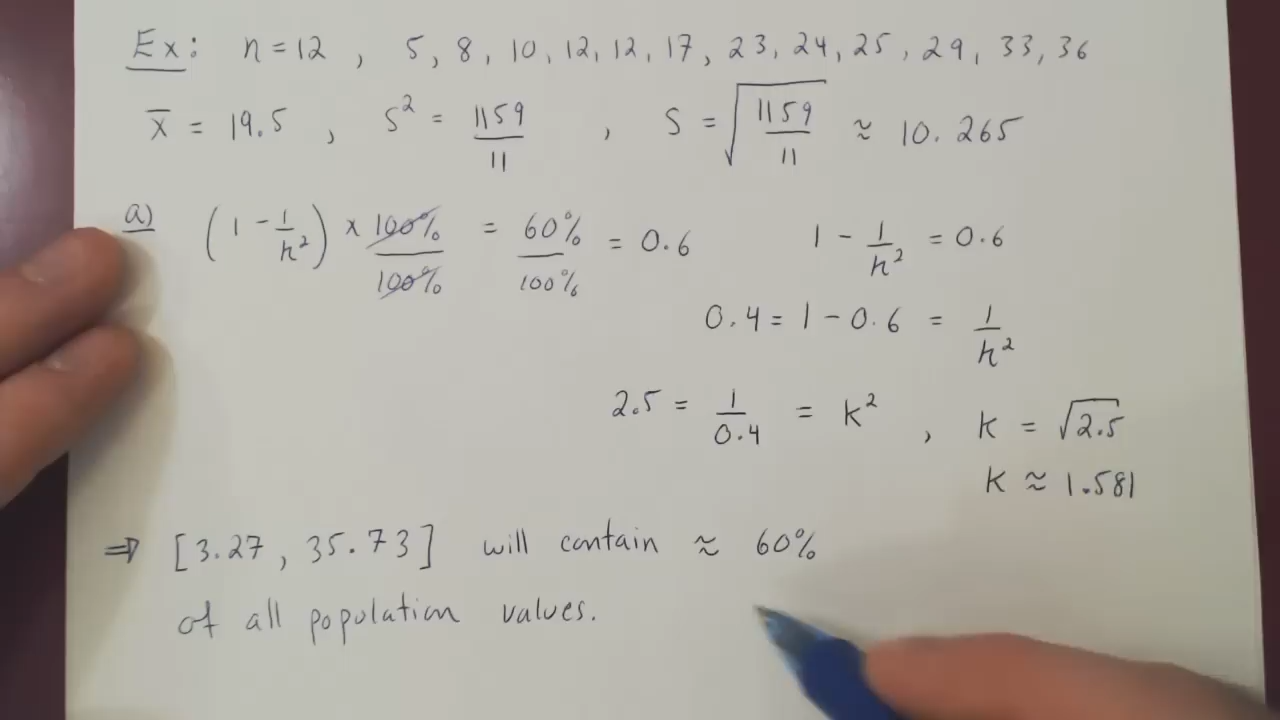 Ex: n = 12 , 5, 8, 10, 12, 12, 17, 23, 24, 25, 29, 33, 36
x̄ = 19.5 , S² = 1159/11 , S = √(1159/11) ≈ 10.265
a) (1 - 1/k²) × 100%/100% = 60%/100% = 0.6
1 - 1/k² = 0.6
0.4 = 1 - 0.6 = 1/k²
2.5 = 1/0.4 = k² , k = √2.5
k ≈ 1.581
⇒ [3.27, 35.73] will contain ≈ 60%
of all population values.